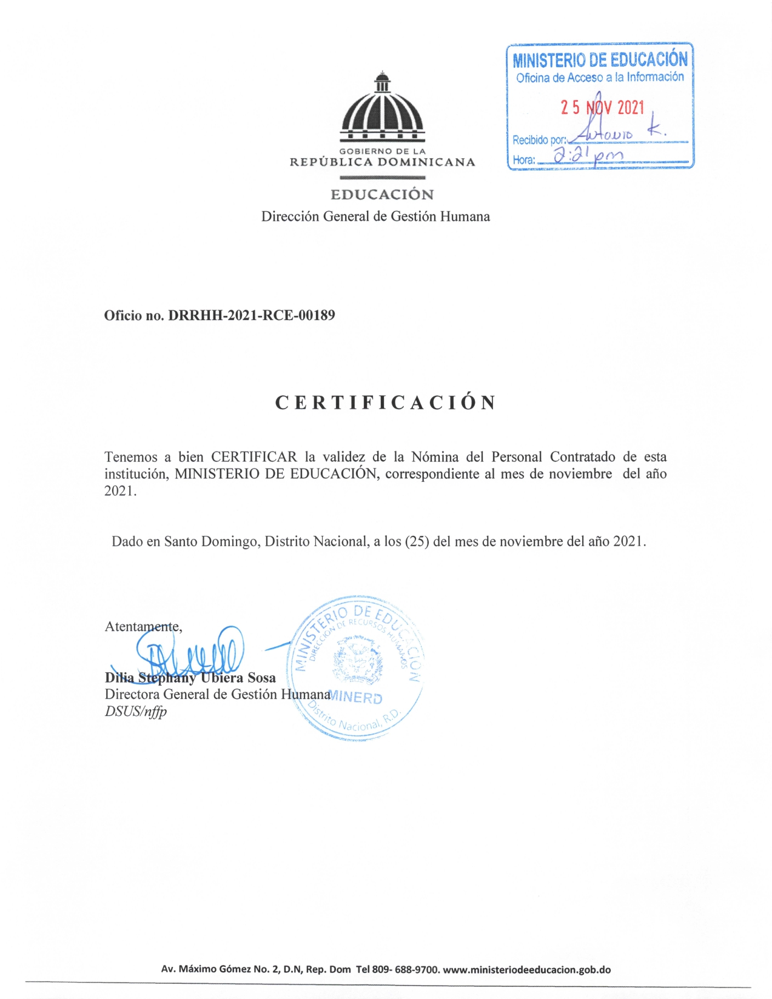 MINISTERIO DE EDUCACIÓN
Oficina de Acceso a la Información
25 NOV 2021
Recibido por: Antonio K.
Hora: 2:21 pm
GOBIERNO DE LA
REPÚBLICA DOMINICANA
EDUCACIÓN
Dirección General de Gestión Humana
Oficio no. DRRHH-2021-RCE-00189
CERTIFICACIÓN
Tenemos a bien CERTIFICAR la validez de la Nómina del Personal Contratado de esta
institución, MINISTERIO DE EDUCACIÓN, correspondiente al mes de noviembre del año
2021.
Dado en Santo Domingo, Distrito Nacional, a los (25) del mes de noviembre del año 2021.
Atentamente,
Dilia Stephany Ubiera Sosa
Directora General de Gestión Humana
DSUS/nffp
MINISTERIO DE EDUCACIÓN
DIRECCIÓN DE RECURSOS HUMANOS
MINERD
Distrito Nacional, R.D.
Av. Máximo Gómez No. 2, D.N, Rep. Dom Tel 809- 688-9700. www.ministeriodeeducacion.gob.do